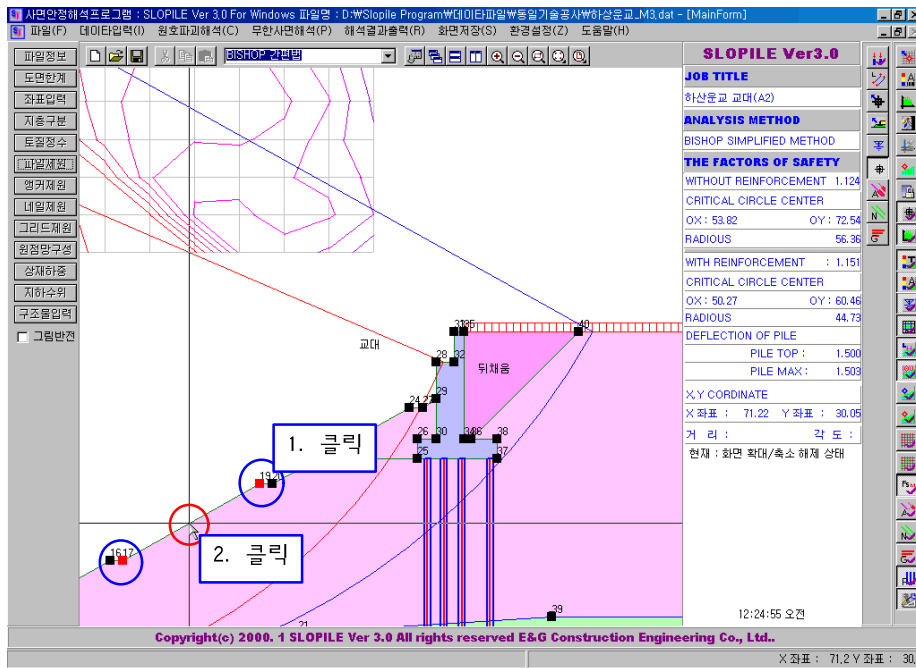 사면안정해석프로그램 : SLOPILE Ver 3.0 For Windows 파일명 : D:\Slopile Program\데이타파일\동일기술공사\하산운교_M3.dat - [MainForm]
파일(F) 데이타입력(I) 원호파괴해석(C) 무한사면해석(P) 해석결과출력(R) 화면저장(S) 환경설정(Z) 도움말(H)
BISHOP 간편법
파일정보
도면한계
좌표입력
지층구분
토질정수
파일제원
앵커제원
네일제원
그리드제원
원점망구성
상재하중
지하수위
구조물입력
그림반전
교대
뒤채움
40
28
32
29
26
30
38
25
37
39
21
1. 클릭
2. 클릭
SLOPILE Ver3.0
JOB TITLE
하산운교 교대(A2)
ANALYSIS METHOD
BISHOP SIMPLIFIED METHOD
THE FACTORS OF SAFETY
WITHOUT REINFORCEMENT 1.124
CRITICAL CIRCLE CENTER
OX : 53.82 OY : 72.54
RADIOUS 56.36
WITH REINFORCEMENT : 1.151
CRITICAL CIRCLE CENTER
OX : 50.27 OY : 60.46
RADIOUS 44.73
DEFLECTION OF PILE
PILE TOP : 1.500
PILE MAX : 1.503
X,Y CORDINATE
X 좌표 : 71.22 Y 좌표 : 30.05
거 리 : 각 도 :
현재 : 화면 확대/축소 해제 상태
12:24:55 오전
Copyright(c) 2000. 1 SLOPILE Ver 3.0 All rights reserved E&G Construction Engineering Co., Ltd..
X 좌표 : 71.2 Y 좌표 : 30.